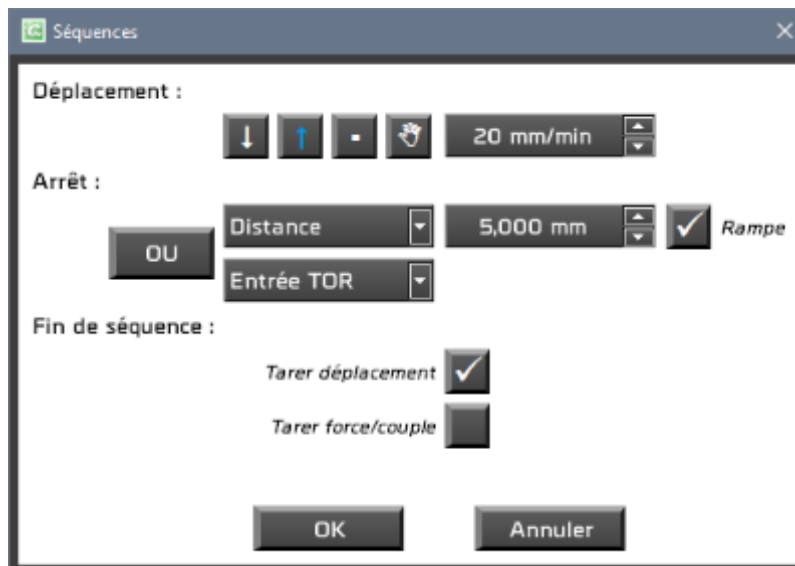 Séquences
Déplacement :
20 mm/min
Arrêt :
OU
Distance
5,000 mm
Rampe
Entrée TOR
Fin de séquence :
Tarer déplacement
Tarer force/couple
OK
Annuler